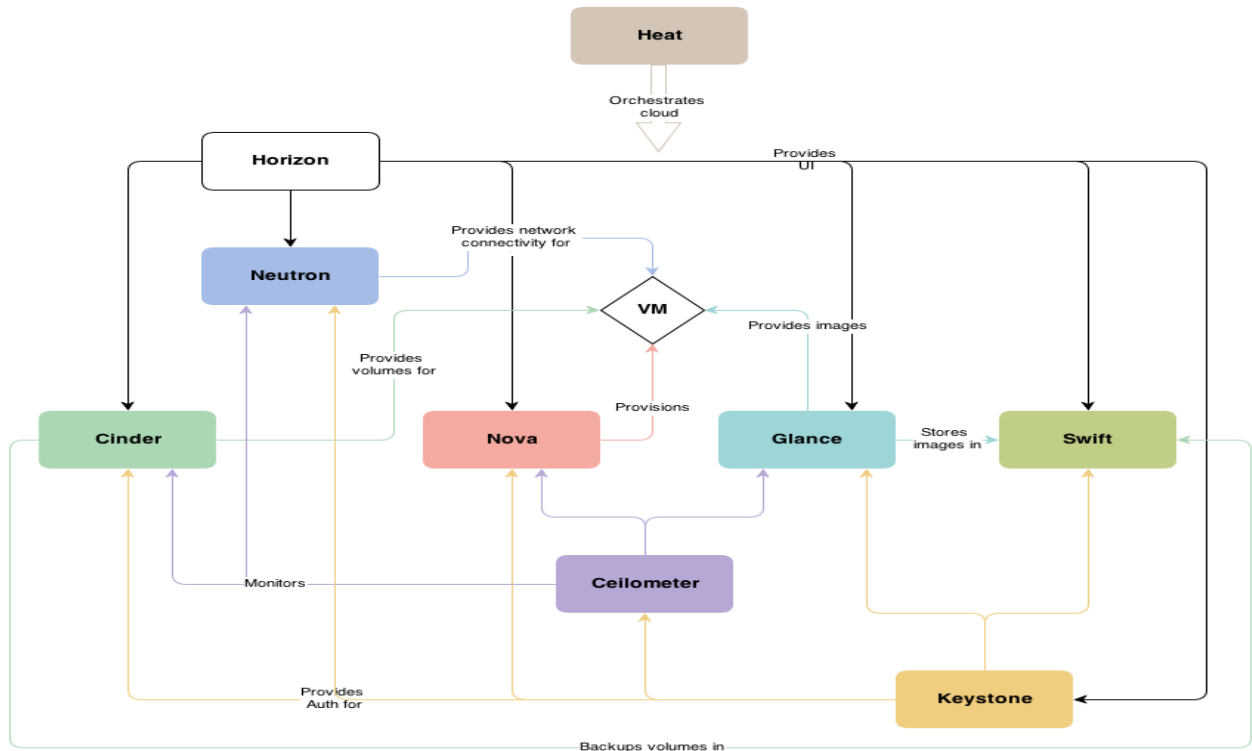 Heat
Orchestrates
cloud
Horizon
Provides
UI
Provides network
connectivity for
Neutron
VM
Provides images
Provides
volumes for
Provisions
Cinder
Nova
Glance
Stores
images in
Swift
Monitors
Ceilometer
Provides
Auth for
Keystone
Backups volumes in